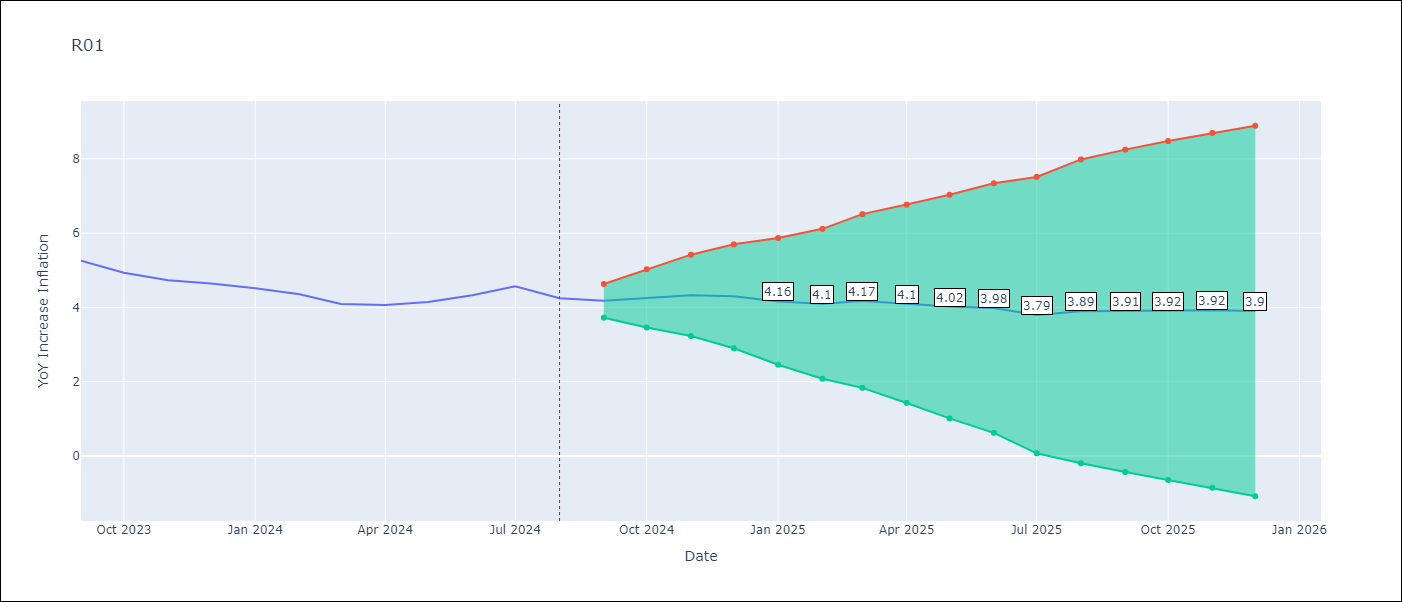 R01
YoY Increase Inflation
8
6
4
2
0
4.16
4.1
4.17
4.1
4.02
3.98
3.79
3.89
3.91
3.92
3.92
3.9
Oct 2023
Jan 2024
Apr 2024
Jul 2024
Oct 2024
Jan 2025
Apr 2025
Jul 2025
Oct 2025
Jan 2026
Date